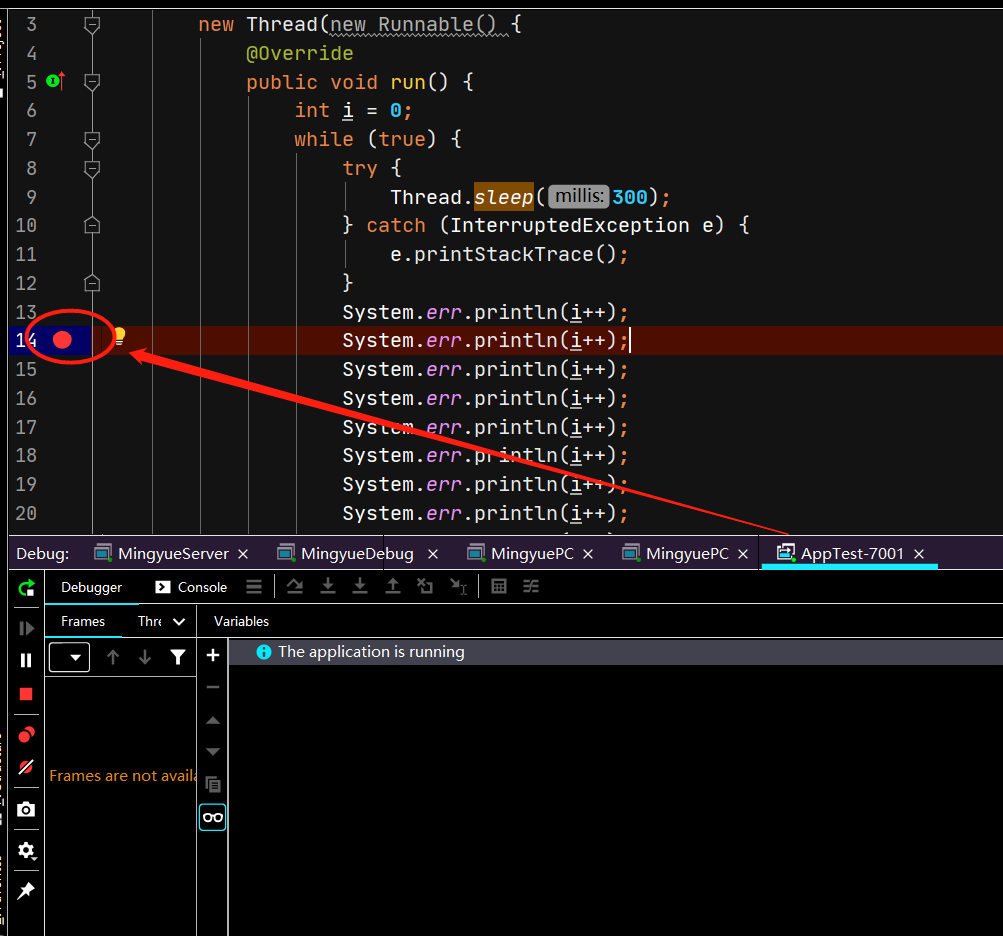 3 new Thread(new Runnable() {
4 @Override
5 public void run() {
6 int i = 0;
7 while (true) {
8 try {
9 Thread.sleep( millis: 300);
10 } catch (InterruptedException e) {
11 e.printStackTrace();
12 }
13 System.err.println(i++);
14 System.err.println(i++);
15 System.err.println(i++);
16 System.err.println(i++);
17 System.err.println(i++);
18 System.err.println(i++);
19 System.err.println(i++);
20 System.err.println(i++);
Debug: MingyueServer × MingyueDebug × MingyuePC × MingyuePC × AppTest-7001 ×
Debugger Console
Frames Thre Variables
The application is running
Frames are not availa